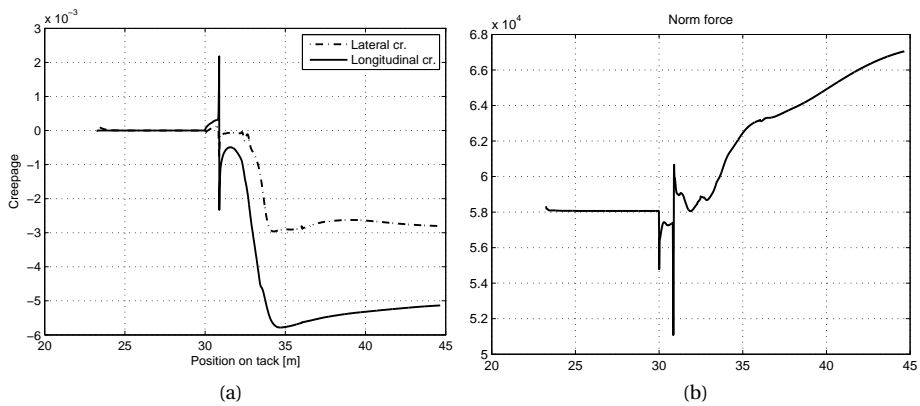 x 10⁻³
3
2
1
0
−1
−2
−3
−4
−5
−6
20 25 30 35 40 45
Creepage
Position on tack [m]
Lateral cr.
Longitudinal cr.
(a)
Norm force
x 10⁴
6.8
6.6
6.4
6.2
6
5.8
5.6
5.4
5.2
5
20 25 30 35 40 45
(b)